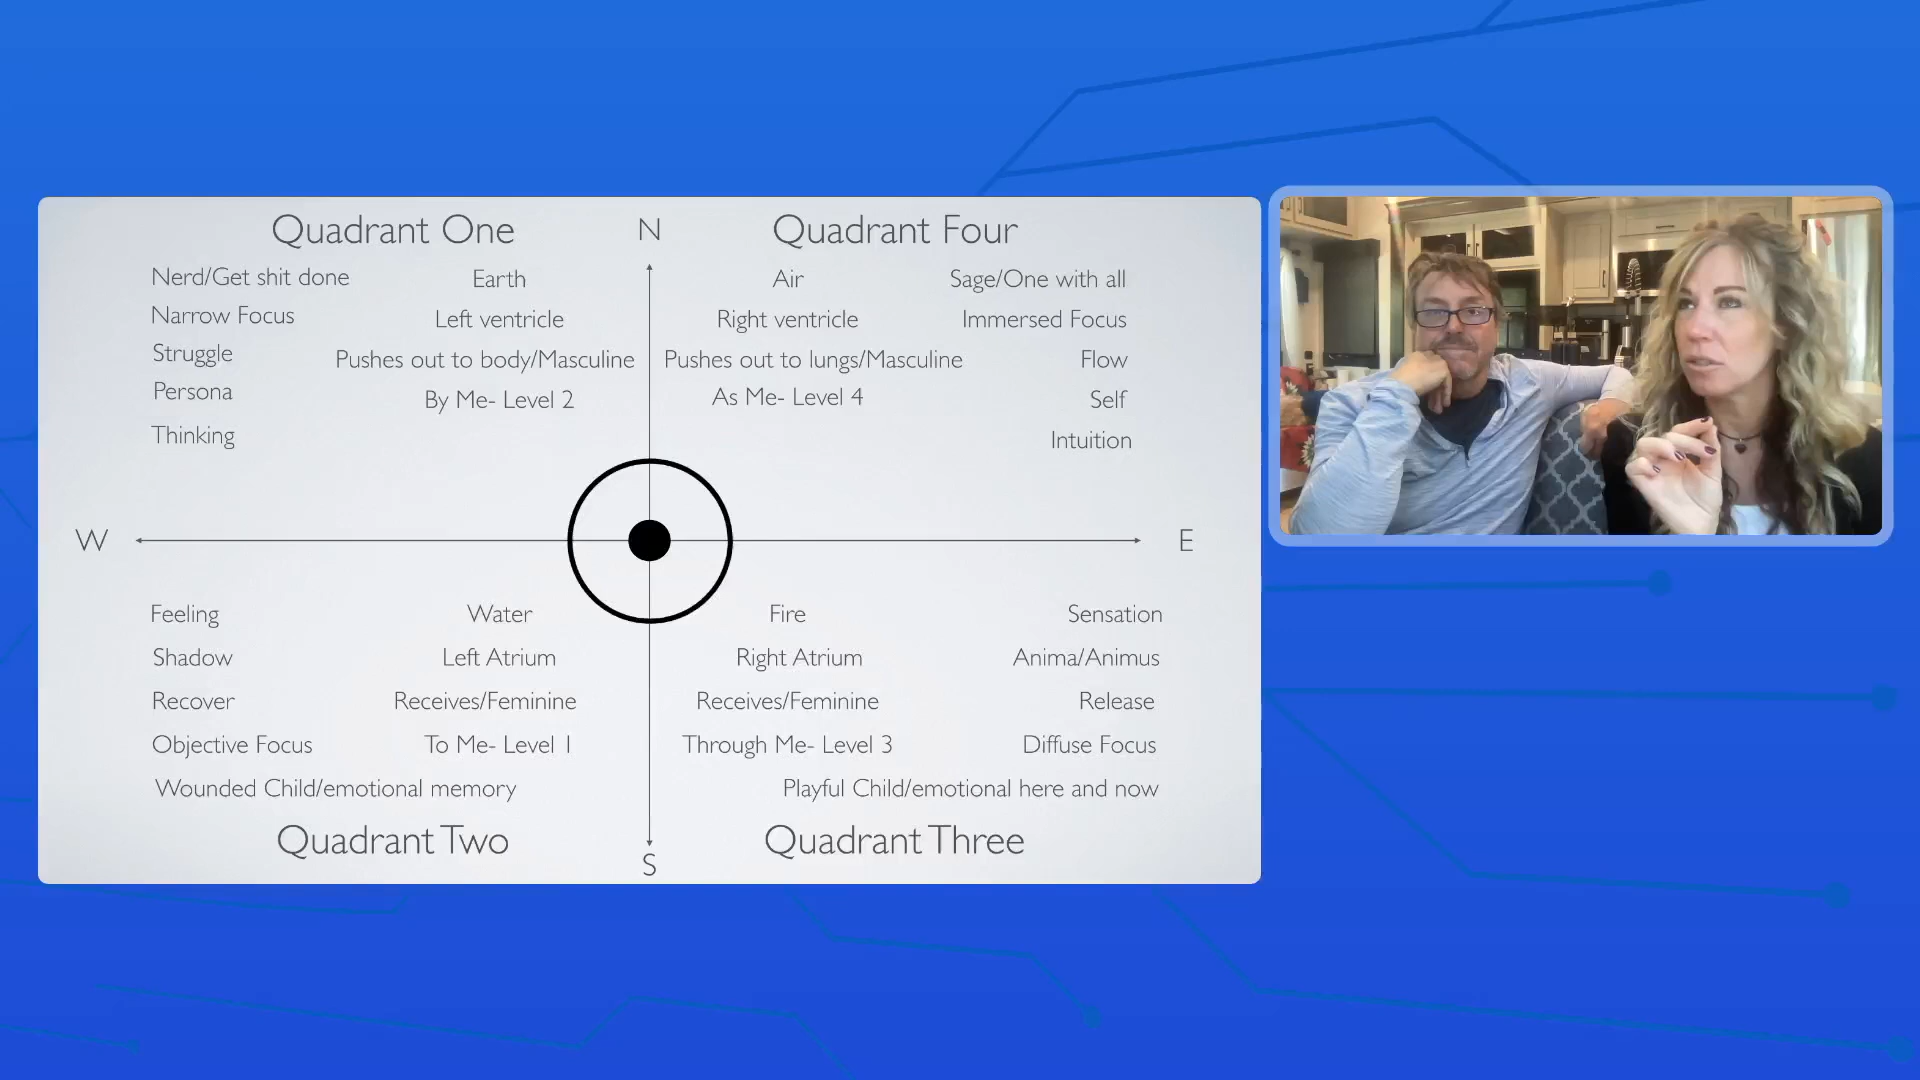 Quadrant One
N
Quadrant Four
Nerd/Get shit done
Earth
Air
Sage/One with all
Narrow Focus
Left ventricle
Right ventricle
Immersed Focus
Struggle
Pushes out to body/Masculine
Pushes out to lungs/Masculine
Flow
Persona
By Me- Level 2
As Me- Level 4
Self
Thinking
Intuition
W
E
Feeling
Water
Fire
Sensation
Shadow
Left Atrium
Right Atrium
Anima/Animus
Recover
Receives/Feminine
Receives/Feminine
Release
Objective Focus
To Me- Level 1
Through Me- Level 3
Diffuse Focus
Wounded Child/emotional memory
Playful Child/emotional here and now
Quadrant Two
Quadrant Three
S